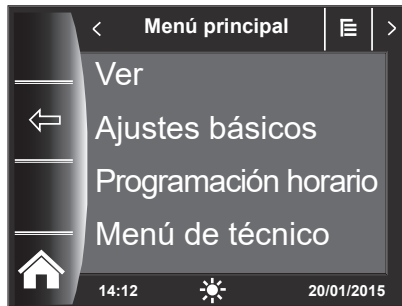 Menú principal
Ver
Ajustes básicos
Programación horario
Menú de técnico
14:12 20/01/2015